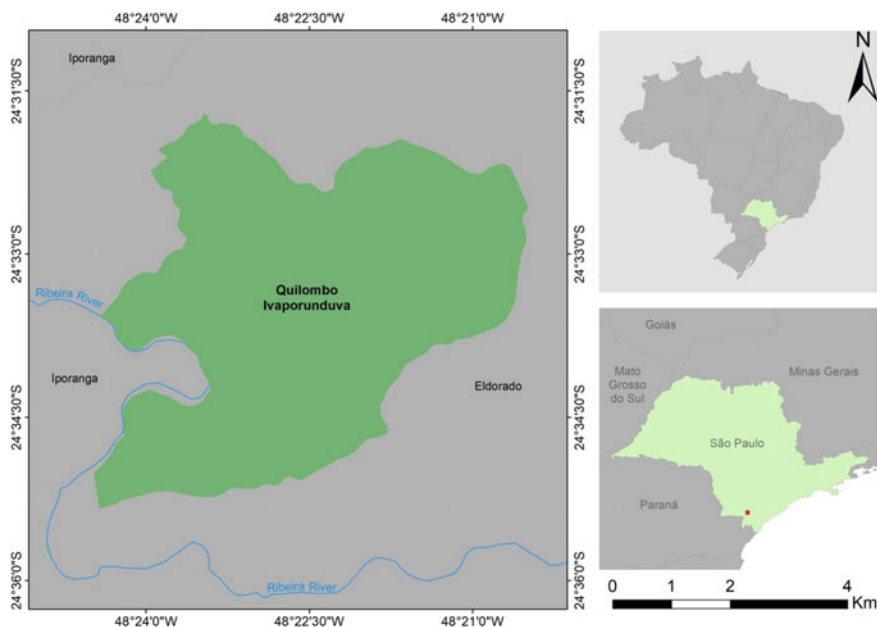 48°24'0"W 48°22'30"W 48°21'0"W
Iporanga
24°31'30"S
24°31'30"S
24°33'0"S
24°33'0"S
Quilombo
Ivaporunduva
Ribeira River
Iporanga
Eldorado
24°34'30"S
24°34'30"S
24°36'0"S
24°36'0"S
Ribeira River
48°24'0"W 48°22'30"W 48°21'0"W
N
Goiás
Mato
Grosso
do Sul
Minas Gerais
São Paulo
Paraná
0 1 2 4
Km